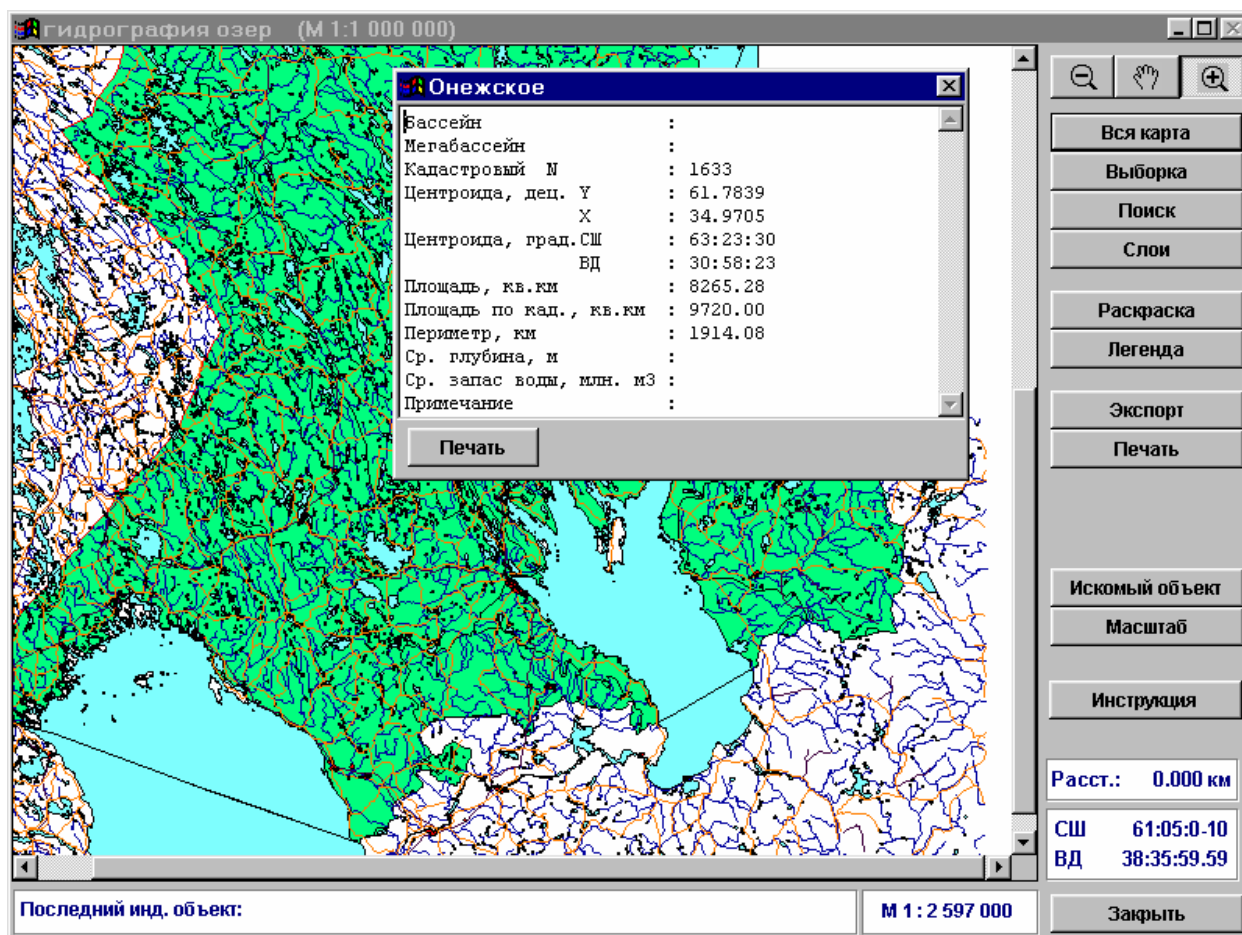 гидрография озер (М 1:1 000 000)
Онежское
Бассейн :
Мегабассейн :
Кадастровый N : 1633
Центроида, дец. Y : 61.7839
X : 34.9705
Центроида, град.СШ : 63:23:30
ВД : 30:58:23
Площадь, кв.км : 8265.28
Площадь по кад., кв.км : 9720.00
Периметр, км : 1914.08
Ср. глубина, м :
Ср. запас воды, млн. м3 :
Примечание :
Печать
Вся карта
Выборка
Поиск
Слои
Раскраска
Легенда
Экспорт
Печать
Искомый объект
Масштаб
Инструкция
Расст.: 0.000 км
СШ 61:05:0-10
ВД 38:35:59.59
Последний инд. объект:
М 1 : 2 597 000
Закрыть